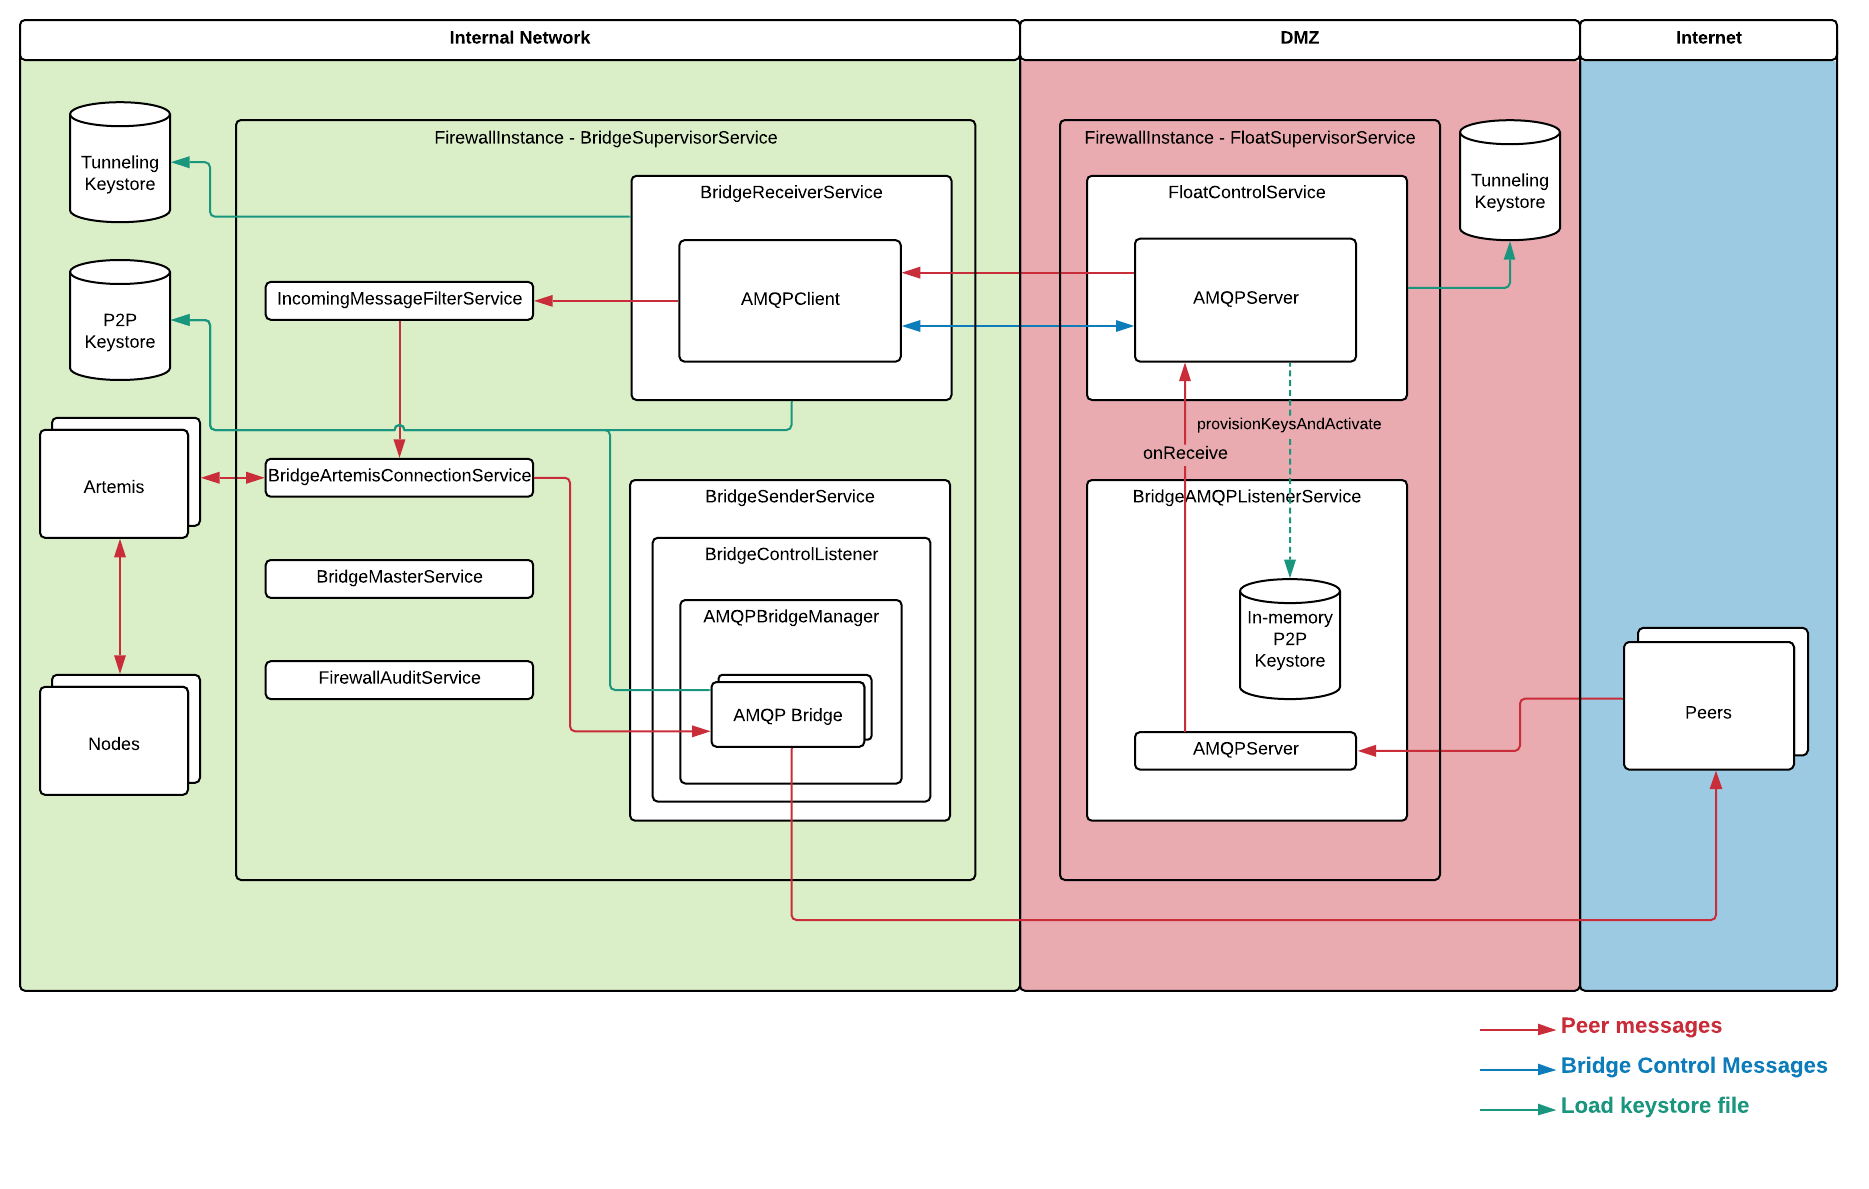 Internal Network
DMZ
Internet
FirewallInstance - BridgeSupervisorService
FirewallInstance - FloatSupervisorService
Tunneling
Keystore
BridgeReceiverService
FloatControlService
Tunneling
Keystore
IncomingMessageFilterService
AMQPClient
AMQPServer
P2P
Keystore
provisionKeysAndActivate
onReceive
Artemis
BridgeArtemisConnectionService
BridgeSenderService
BridgeAMQPListenerService
BridgeControlListener
BridgeMasterService
AMQPBridgeManager
In-memory
P2P
Keystore
FirewallAuditService
AMQP Bridge
Nodes
AMQPServer
Peers
Peer messages
Bridge Control Messages
Load keystore file